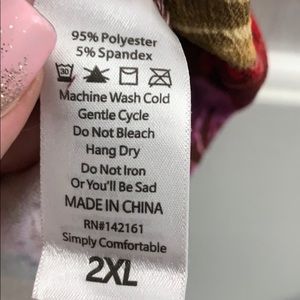 95% Polyester
5% Spandex
30
Machine Wash Cold
Gentle Cycle
Do Not Bleach
Hang Dry
Do Not Iron
Or You'll Be Sad
MADE IN CHINA
RN#142161
Simply Comfortable
2XL